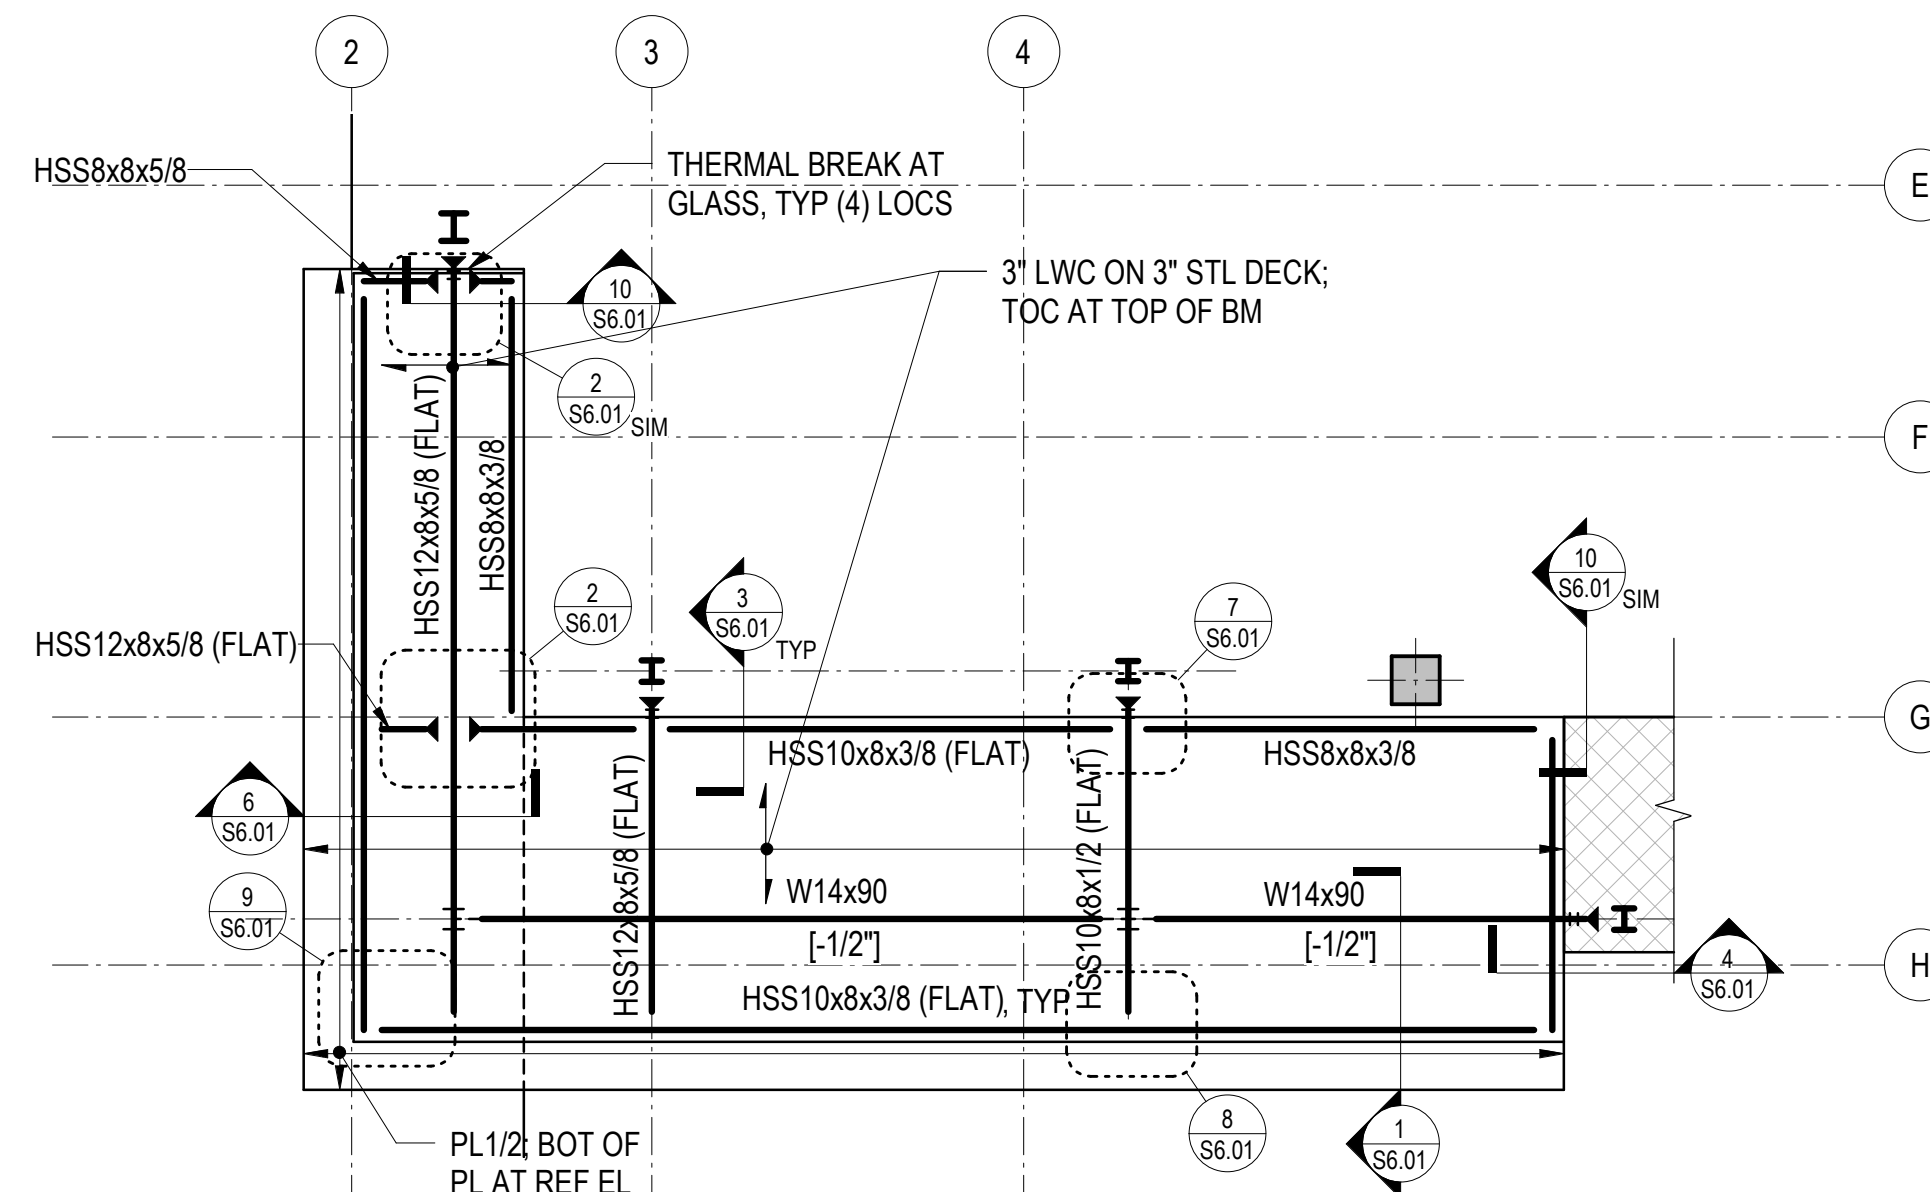 2
3
4
HSS8x8x5/8
THERMAL BREAK AT
GLASS, TYP (4) LOCS
E
3" LWC ON 3" STL DECK;
TOC AT TOP OF BM
10
S6.01
2
S6.01
SIM
F
HSS12x8x5/8 (FLAT)
HSS8x8x3/8
2
S6.01
3
S6.01
TYP
7
S6.01
10
S6.01
SIM
HSS12x8x5/8 (FLAT)
G
HSS10x8x3/8 (FLAT)
HSS8x8x3/8
6
S6.01
HSS12x8x5/8 (FLAT)
HSS10x8x1/2 (FLAT)
W14x90
[-1/2"]
W14x90
[-1/2"]
9
S6.01
H
4
S6.01
HSS10x8x3/8 (FLAT), TYP
8
S6.01
1
S6.01
PL1/2; BOT OF
PL AT REF EL